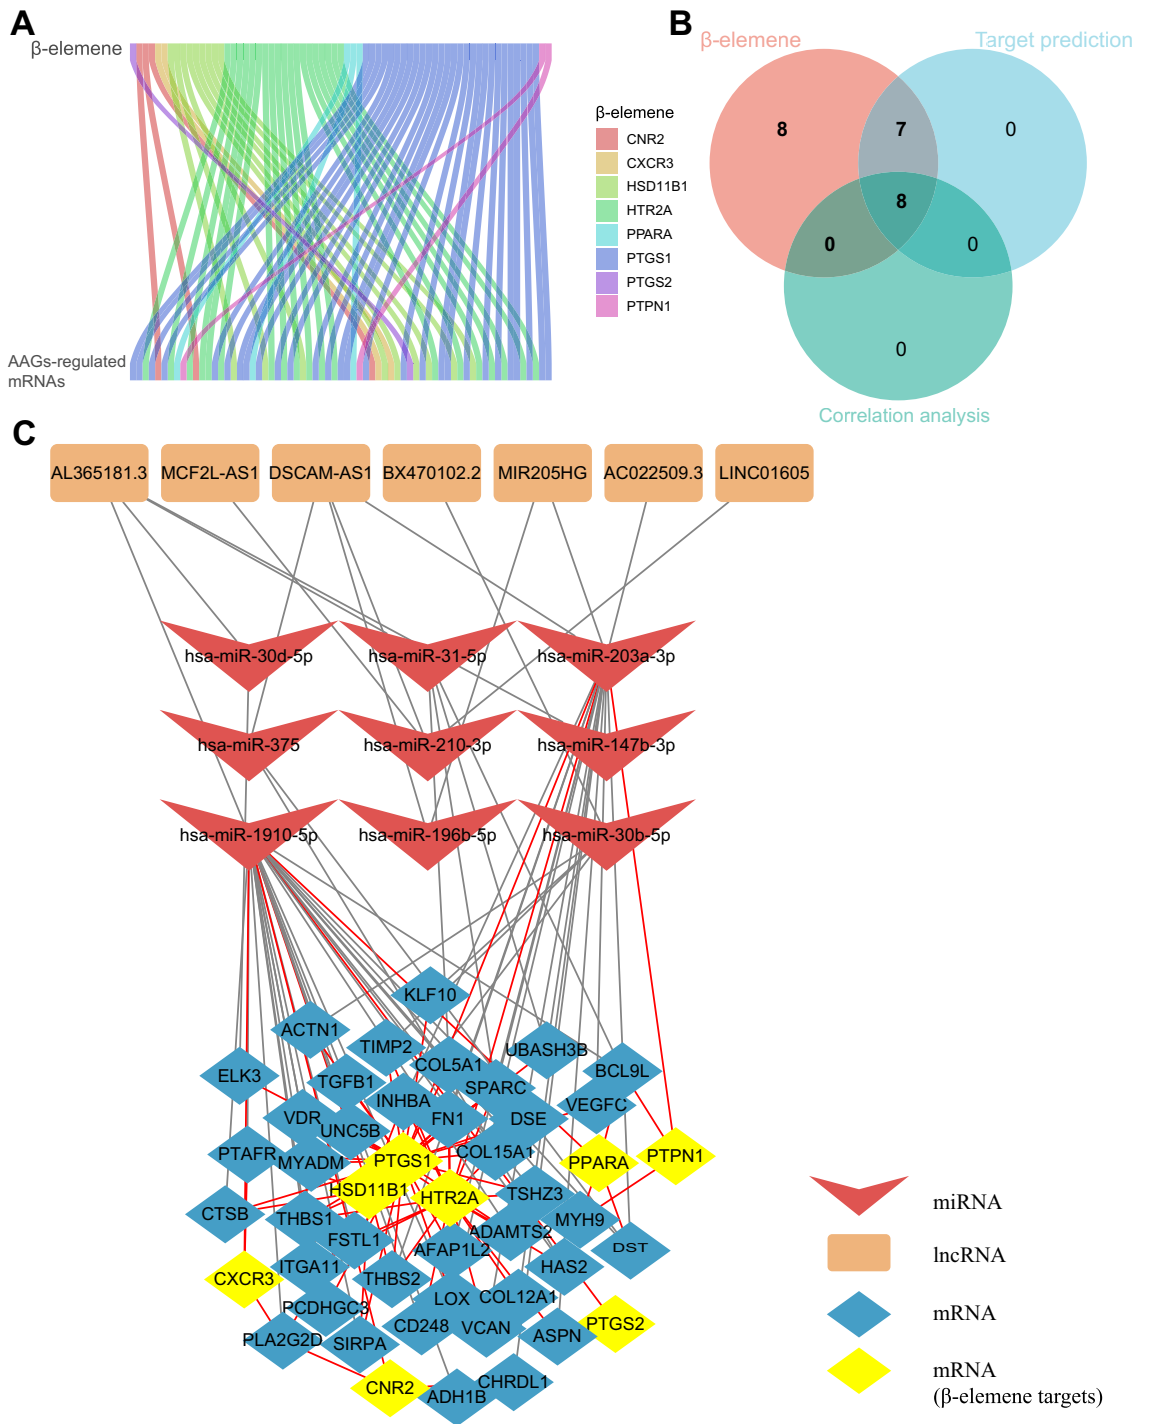 A
β-elemene
AAGs-regulated
mRNAs
β-elemene
CNR2
CXCR3
HSD11B1
HTR2A
PPARA
PTGS1
PTGS2
PTPN1
B
β-elemene
Target prediction
8
7
0
8
0
0
0
Correlation analysis
C
AL365181.3
MCF2L-AS1
DSCAM-AS1
BX470102.2
MIR205HG
AC022509.3
LINC01605
hsa-miR-30d-5p
hsa-miR-31-5p
hsa-miR-203a-3p
hsa-miR-375
hsa-miR-210-3p
hsa-miR-147b-3p
hsa-miR-1910-5p
hsa-miR-196b-5p
hsa-miR-30b-5p
KLF10
ACTN1
TIMP2
UBASH3B
COL5A1
BCL9L
ELK3
TGFB1
SPARC
INHBA
VEGFC
VDR
FN1
DSE
UNC5B
PTAFR
MYADM
PTGS1
COL15A1
PPARA
PTPN1
HSD11B1
HTR2A
TSHZ3
CTSB
THBS1
MYH9
FSTL1
ADAMTS2
AFAP1L2
DST
ITGA11
HAS2
CXCR3
THBS2
PCDHGC3
LOX
COL12A1
CD248
VCAN
PTGS2
PLA2G2D
SIRPA
ASPN
CNR2
ADH1B
CHRDL1
miRNA
lncRNA
mRNA
mRNA
(β-elemene targets)